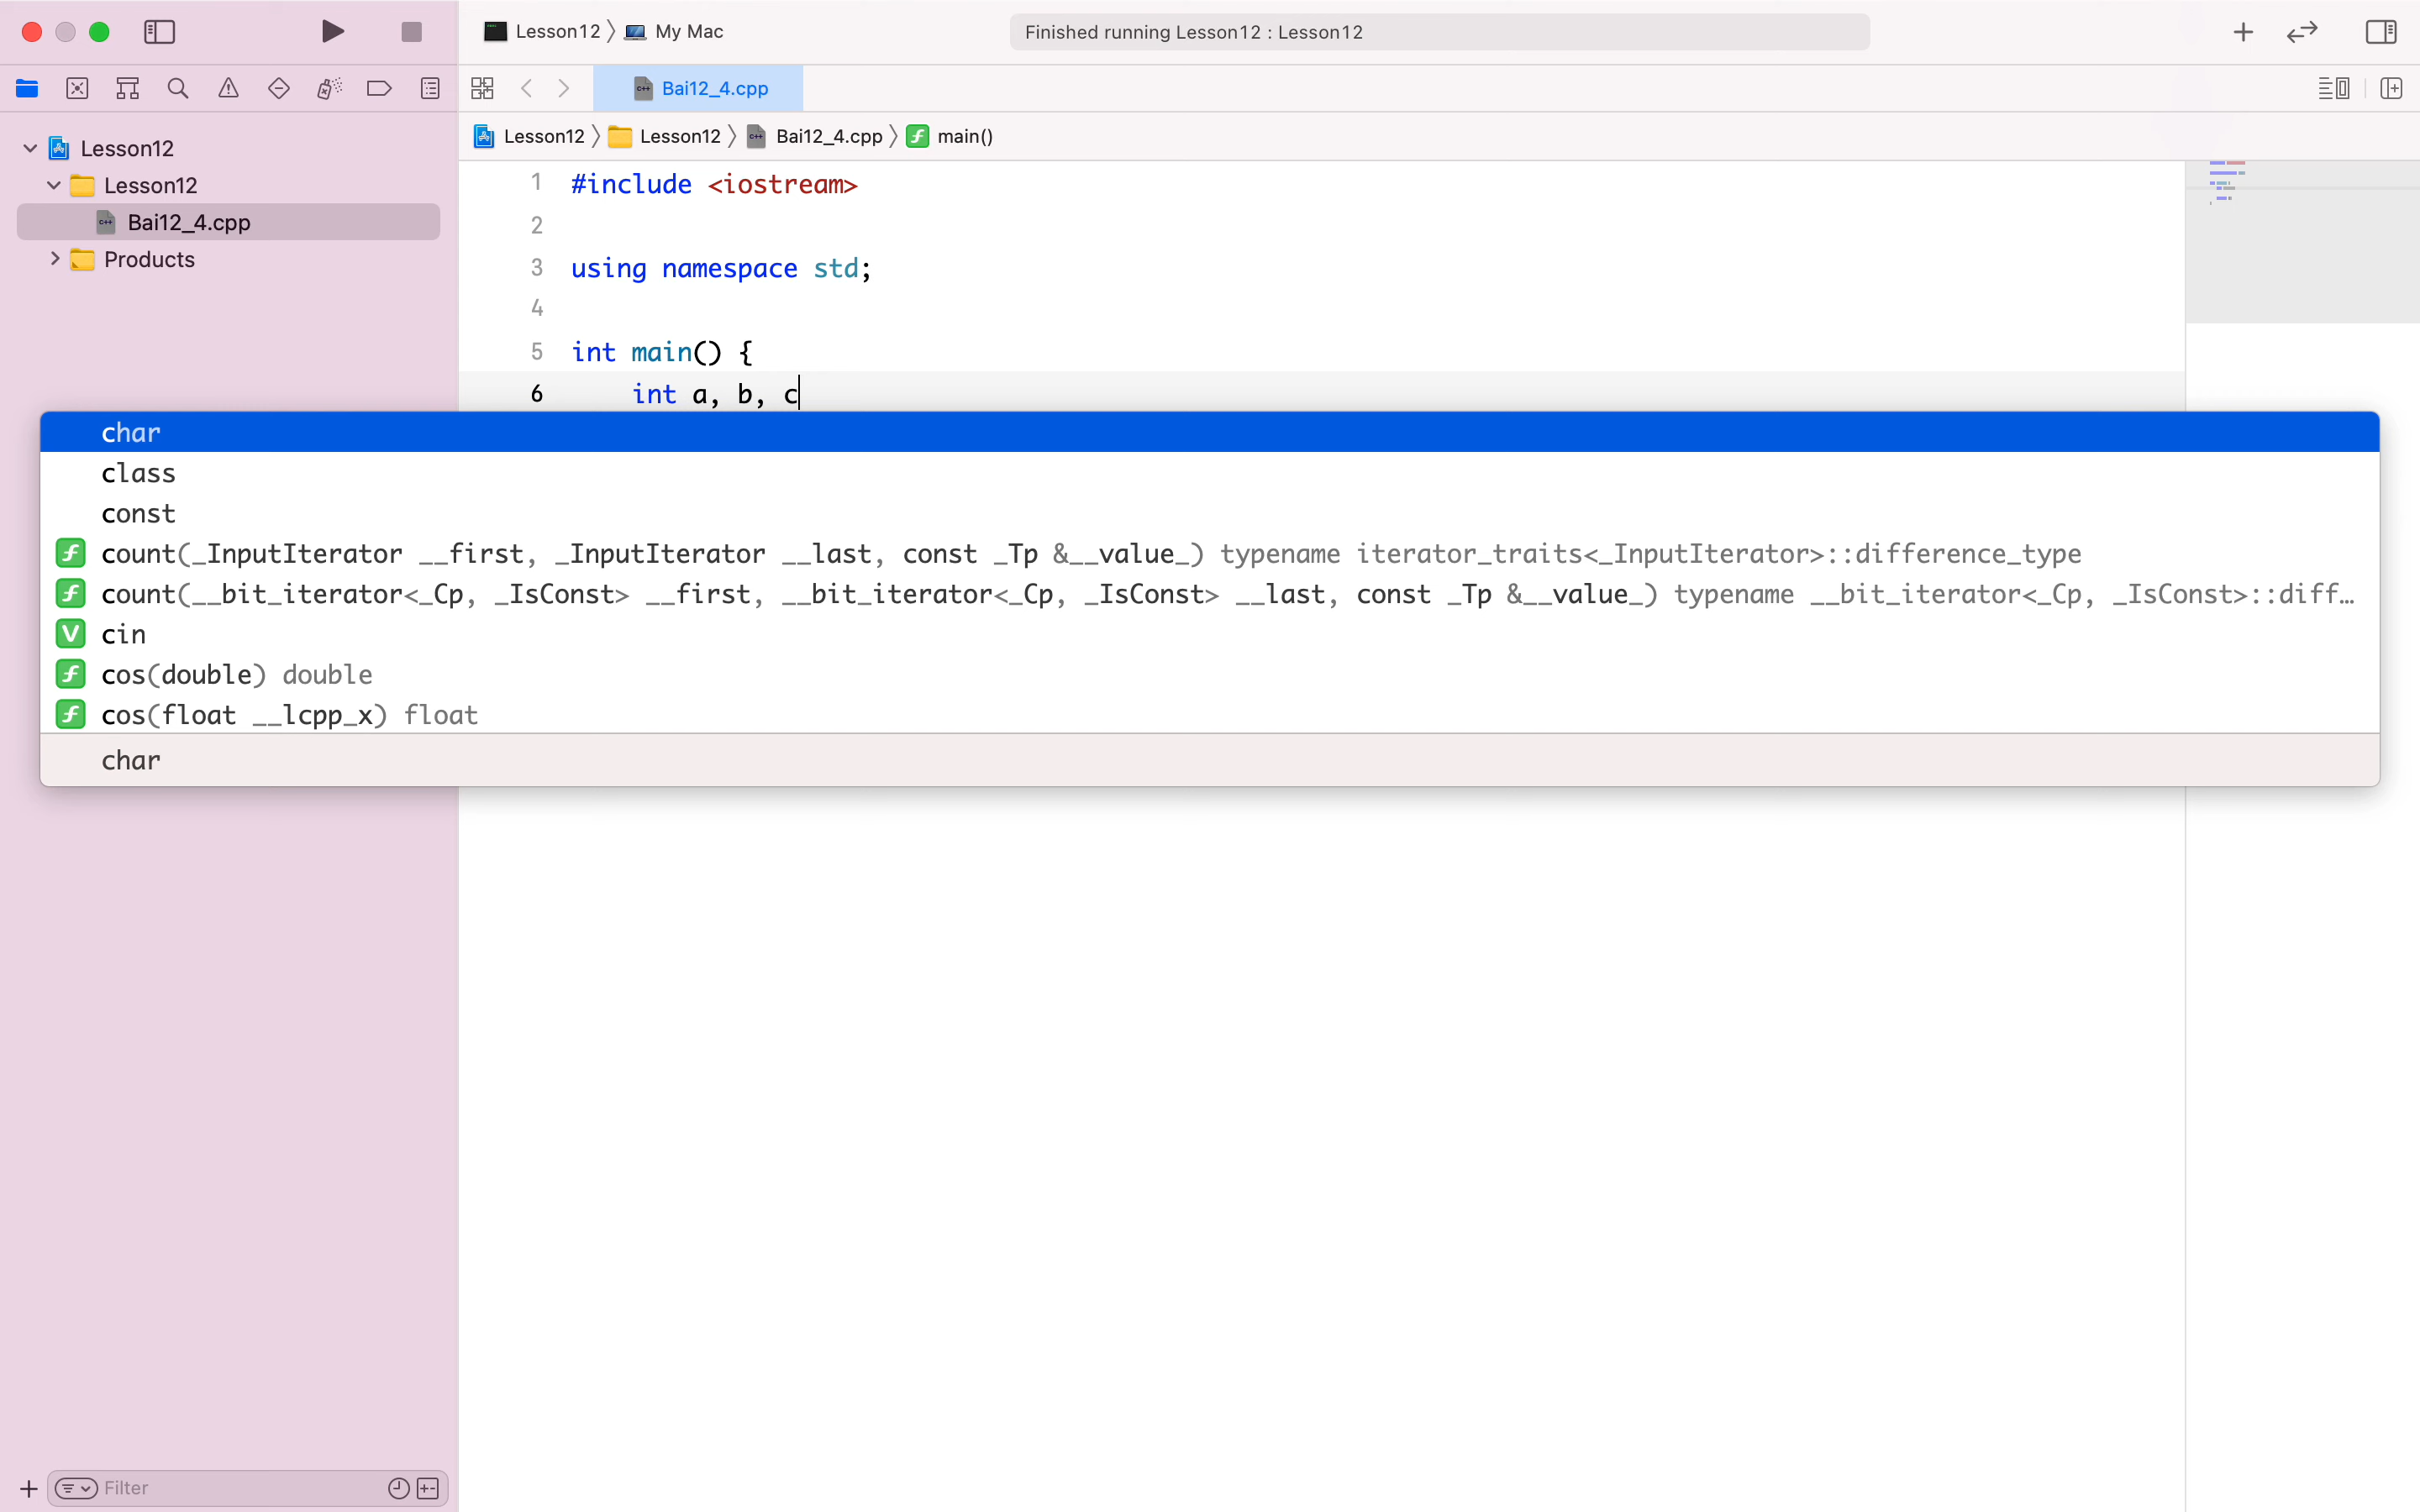 Lesson12 〉 My Mac
Finished running Lesson12 : Lesson12
Bai12_4.cpp
Lesson12 〉 Lesson12 〉 Bai12_4.cpp 〉 main()
Lesson12
Lesson12
Bai12_4.cpp
Products
1 #include <iostream>
2
3 using namespace std;
4
5 int main() {
6 int a, b, c
char
class
const
count(_InputIterator __first, _InputIterator __last, const _Tp &__value_) typename iterator_traits<_InputIterator>::difference_type
count(__bit_iterator<_Cp, _IsConst> __first, __bit_iterator<_Cp, _IsConst> __last, const _Tp &__value_) typename __bit_iterator<_Cp, _IsConst>::diff…
cin
cos(double) double
cos(float __lcpp_x) float
char
Filter